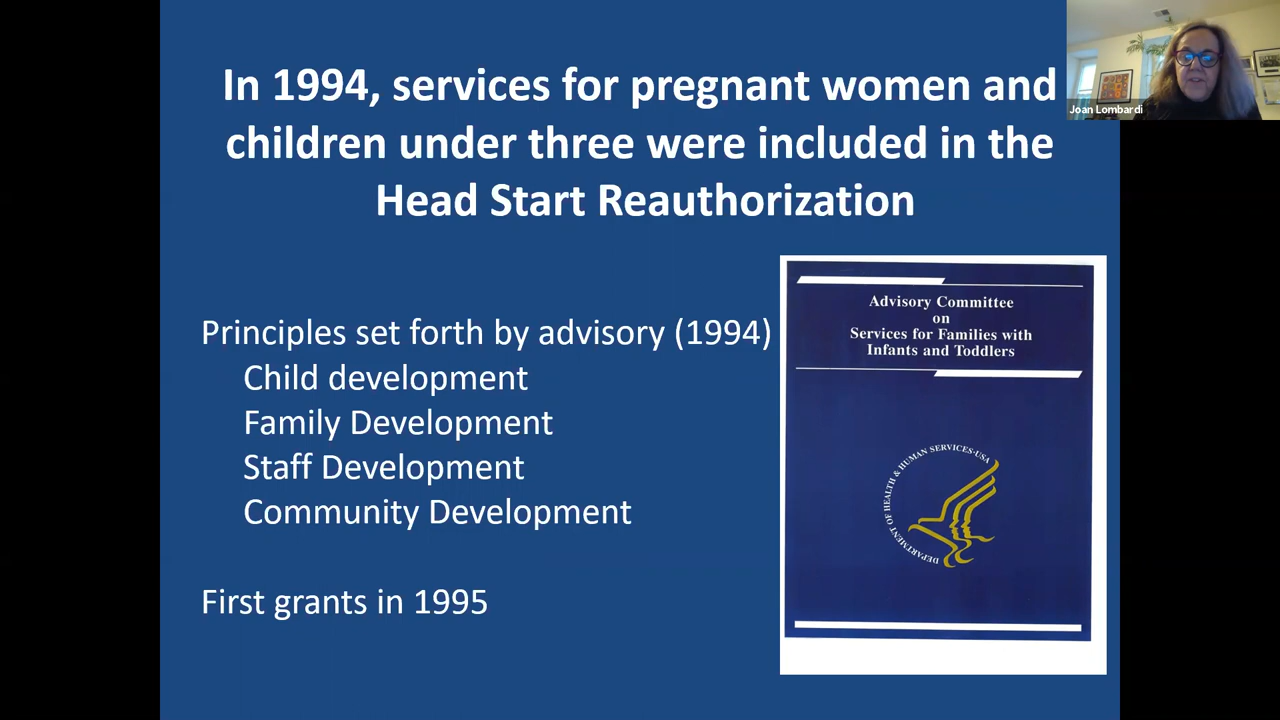 In 1994, services for pregnant women and
children under three were included in the
Head Start Reauthorization
Joan Lombardi
Principles set forth by advisory (1994)
Child development
Family Development
Staff Development
Community Development
First grants in 1995
Advisory Committee
on
Services for Families with
Infants and Toddlers
DEPARTMENT OF HEALTH & HUMAN SERVICES·USA